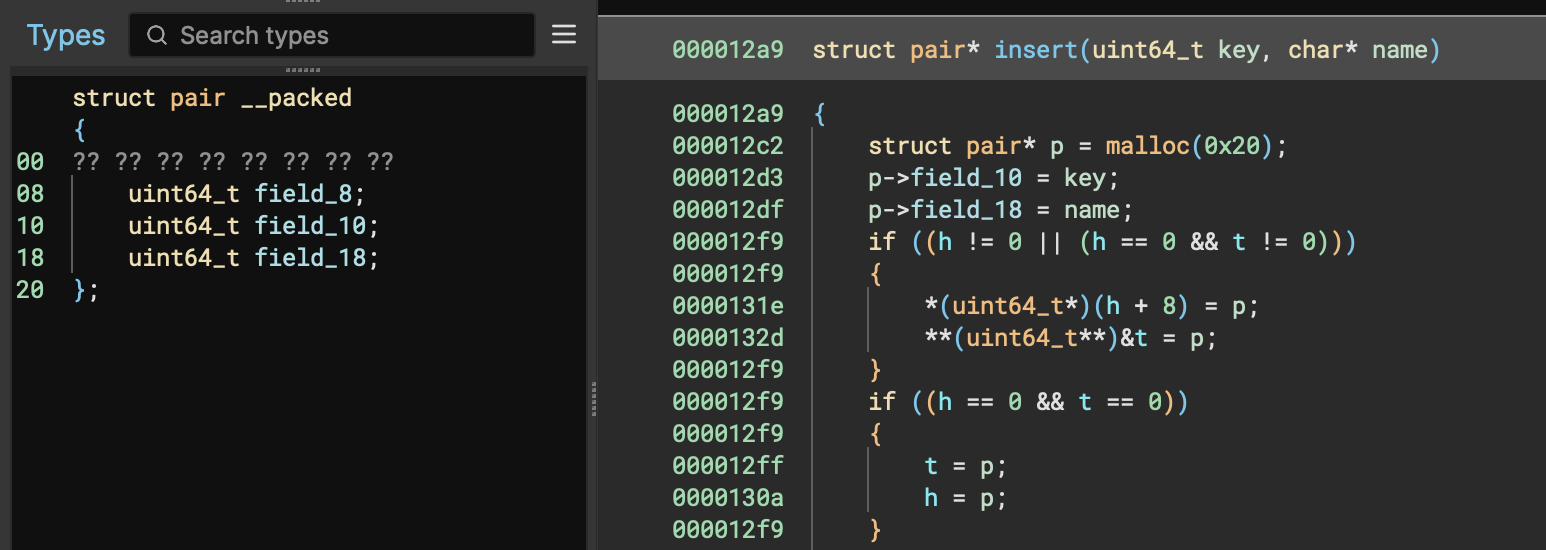 Types
Search types
struct pair __packed
{
00 ?? ?? ?? ?? ?? ?? ?? ??
08 uint64_t field_8;
10 uint64_t field_10;
18 uint64_t field_18;
20 };
000012a9 struct pair* insert(uint64_t key, char* name)
000012a9 {
000012c2 struct pair* p = malloc(0x20);
000012d3 p->field_10 = key;
000012df p->field_18 = name;
000012f9 if ((h != 0 || (h == 0 && t != 0)))
000012f9 {
0000131e *(uint64_t*)(h + 8) = p;
0000132d **(uint64_t**)&t = p;
000012f9 }
000012f9 if ((h == 0 && t == 0))
000012f9 {
000012ff t = p;
0000130a h = p;
000012f9 }